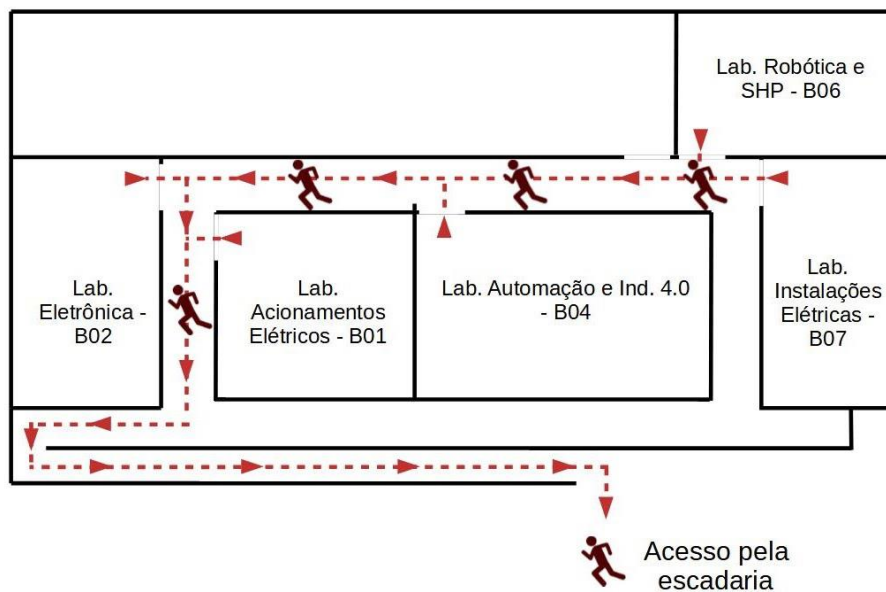 Lab. Robótica e
SHP - B06
Lab.
Eletrônica -
B02
Lab.
Acionamentos
Elétricos - B01
Lab. Automação e Ind. 4.0
- B04
Lab.
Instalações
Elétricas -
B07
Acesso pela
escadaria